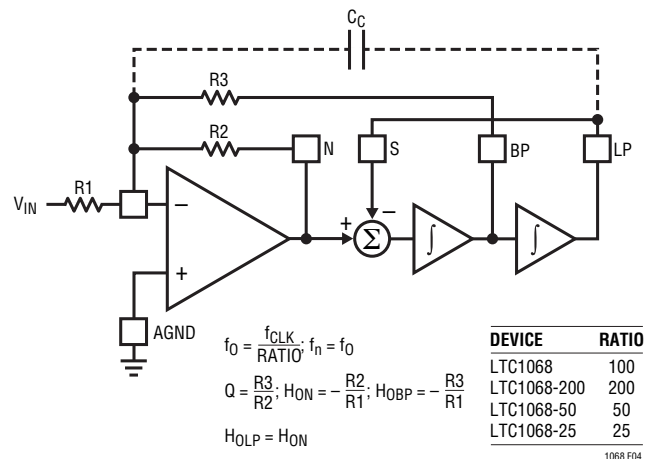 C_C
R3
R2
N
S
BP
LP
R1
V_IN
−
+
+
−
Σ
∫
∫
AGND
f_O = f_CLK / RATIO; f_n = f_O
Q = R3 / R2; H_ON = − R2 / R1; H_OBP = − R3 / R1
H_OLP = H_ON
DEVICE RATIO
LTC1068 100
LTC1068-200 200
LTC1068-50 50
LTC1068-25 25
1068 F04